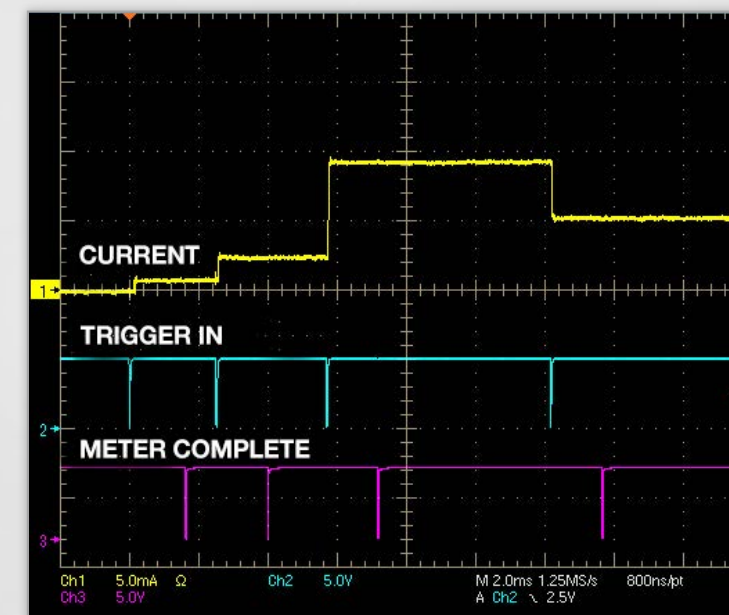 CURRENT
1
TRIGGER IN
2
METER COMPLETE
3
Ch1 5.0mA Ω Ch2 5.0V M 2.0ms 1.25MS/s 800ns/pt
Ch3 5.0V A Ch2 \ 2.5V